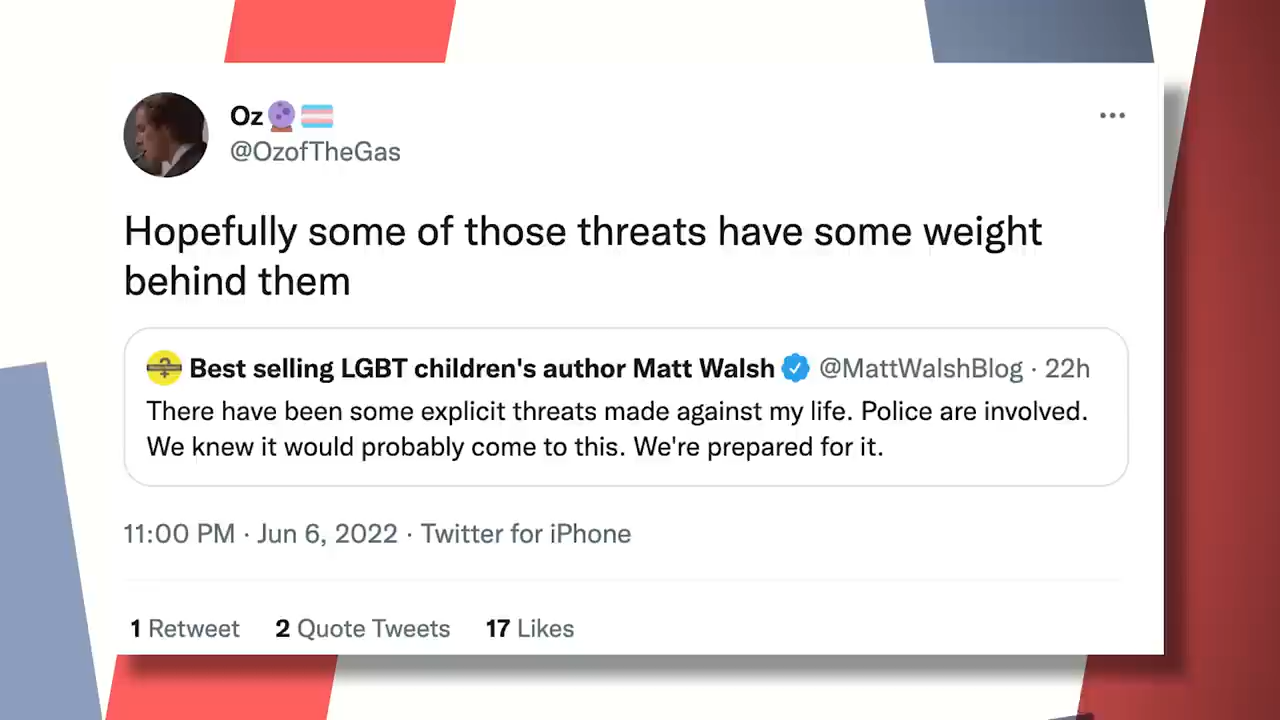 Oz🔮🏳️‍⚧️
@OzofTheGas
Hopefully some of those threats have some weight
behind them
Best selling LGBT children's author Matt Walsh @MattWalshBlog · 22h
There have been some explicit threats made against my life. Police are involved.
We knew it would probably come to this. We're prepared for it.
11:00 PM · Jun 6, 2022 · Twitter for iPhone
1 Retweet 2 Quote Tweets 17 Likes